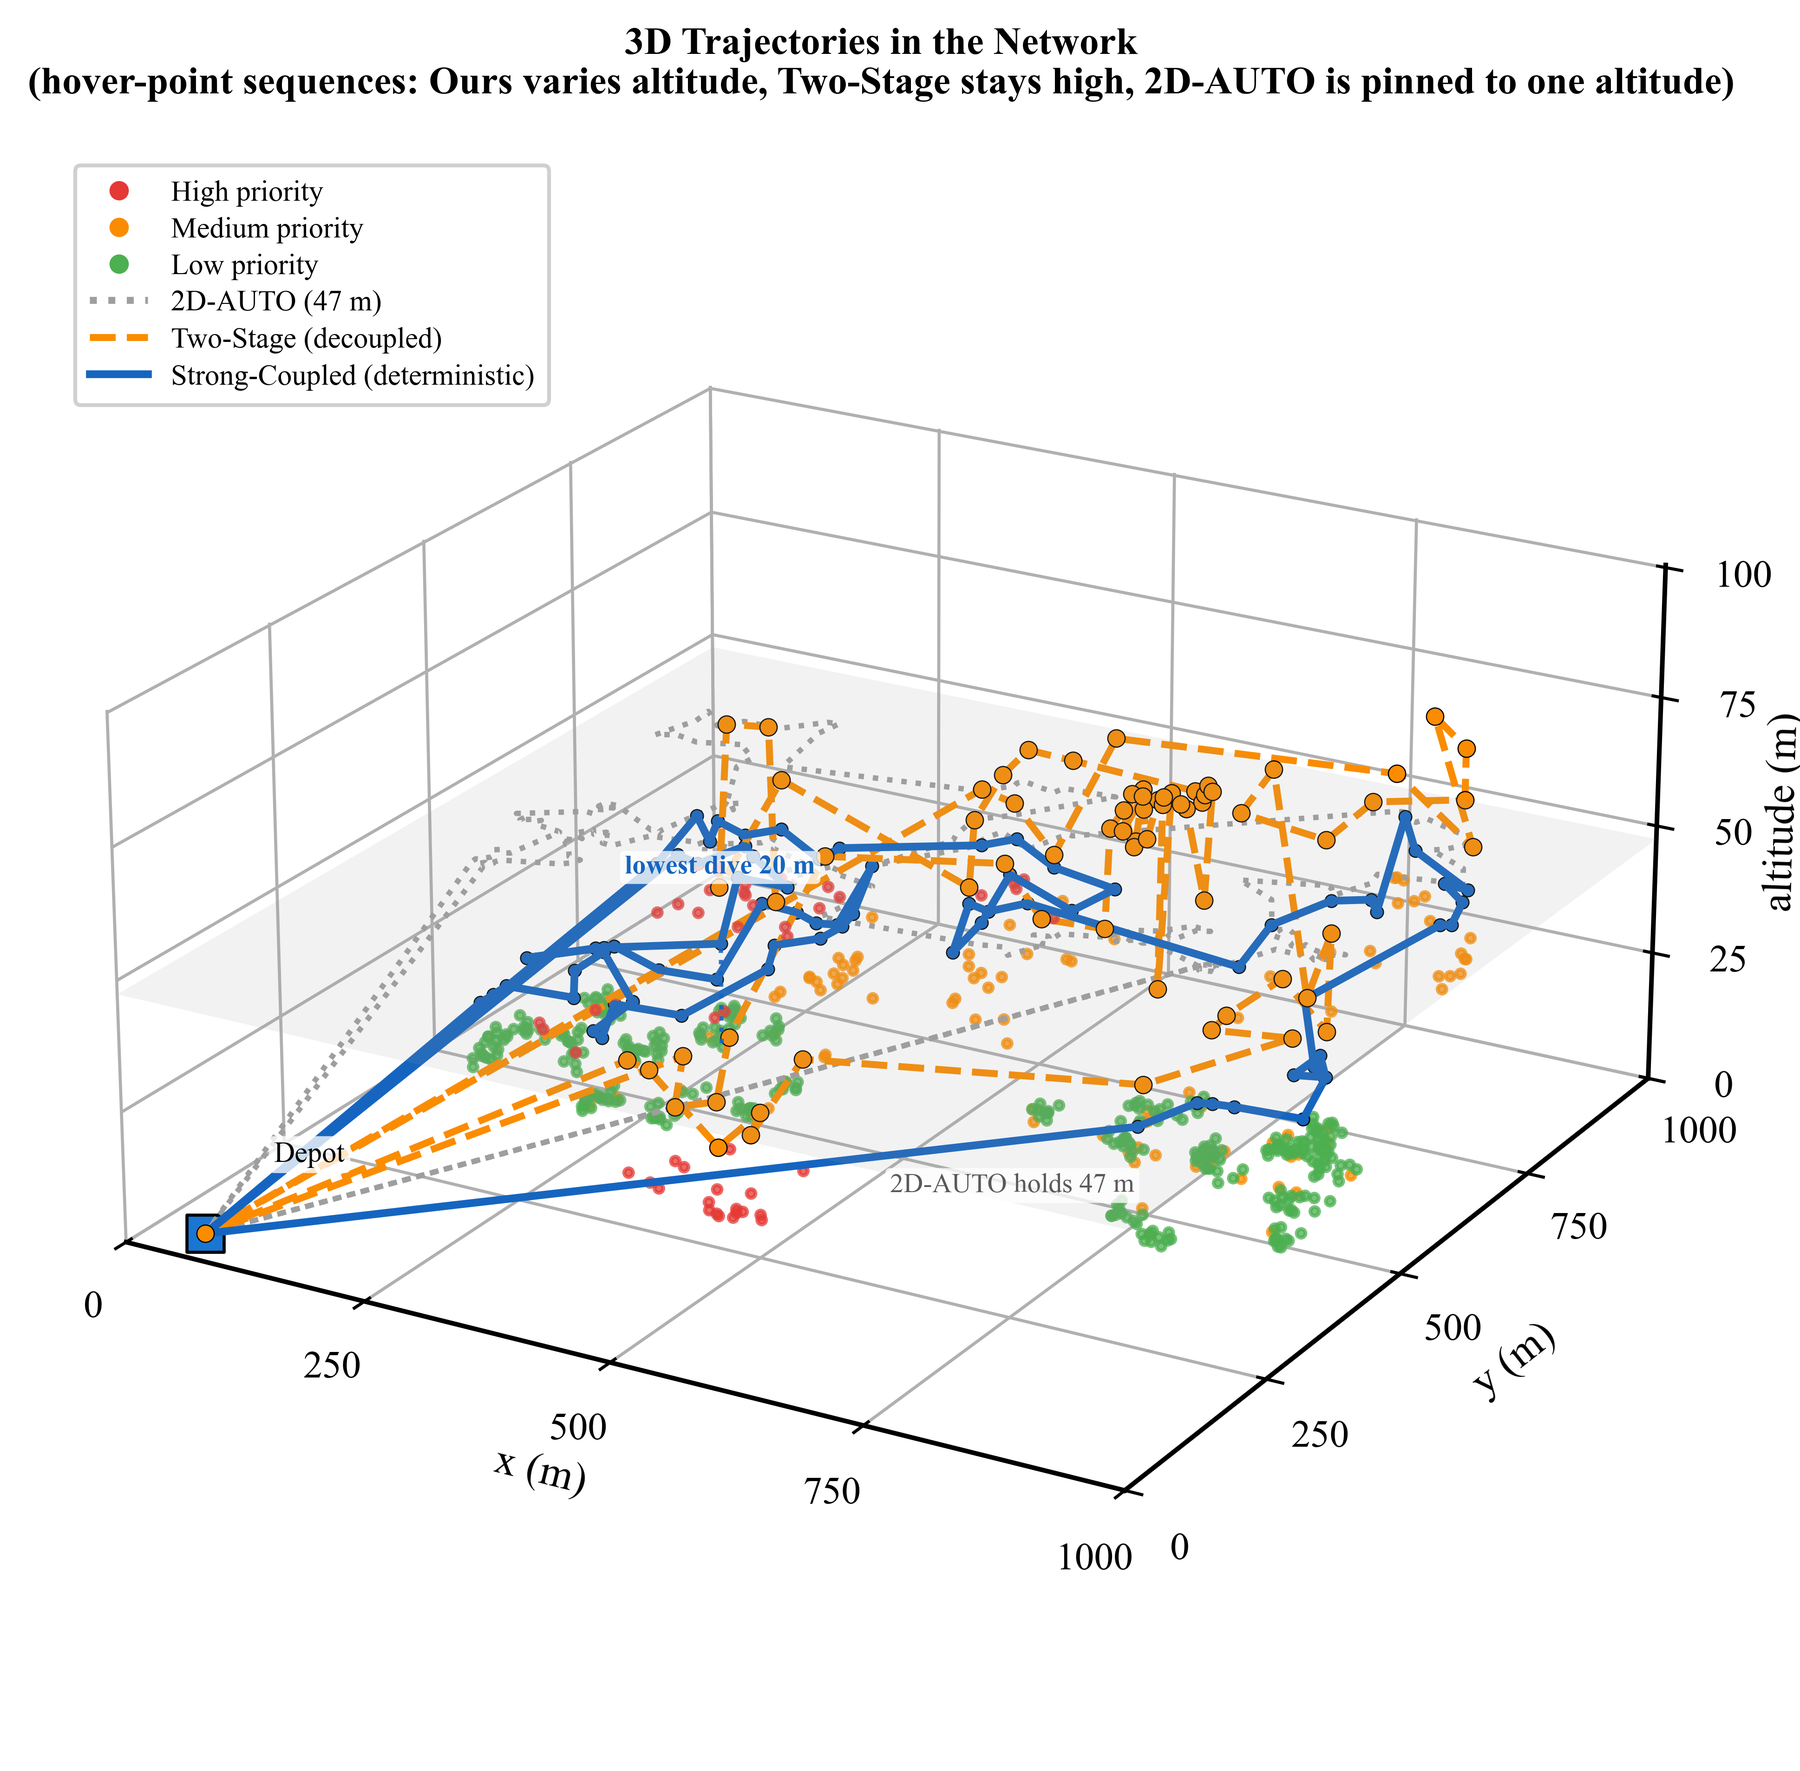 3D Trajectories in the Network
(hover-point sequences: Ours varies altitude, Two-Stage stays high, 2D-AUTO is pinned to one altitude)
High priority
Medium priority
Low priority
2D-AUTO (47 m)
Two-Stage (decoupled)
Strong-Coupled (deterministic)
100
75
50
25
0
altitude (m)
lowest dive 20 m
Depot
2D-AUTO holds 47 m
0
250
500
750
1000
x (m)
0
250
500
750
1000
y (m)